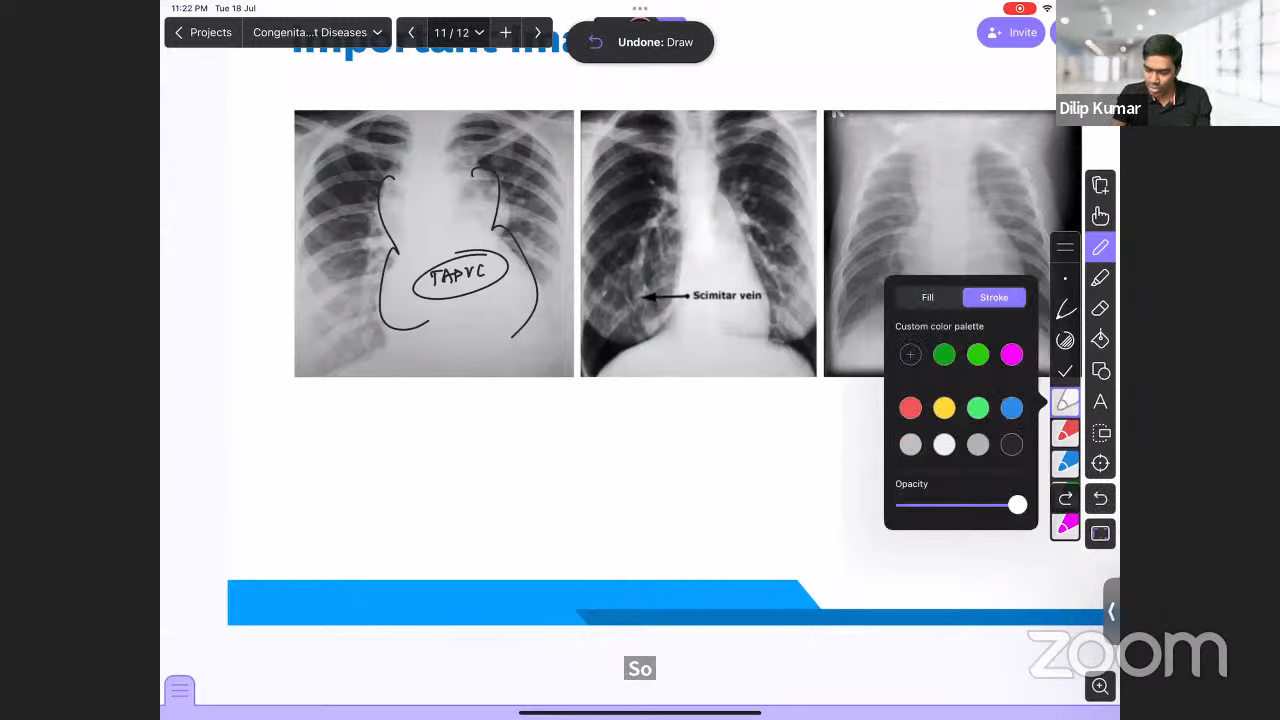 11:22 PM Tue 18 Jul
Projects Congenita...t Diseases 11 / 12
Undone: Draw
Invite
Dilip Kumar
TAPVC
Scimitar vein
Fill Stroke
Custom color palette
Opacity
A
So
zoom